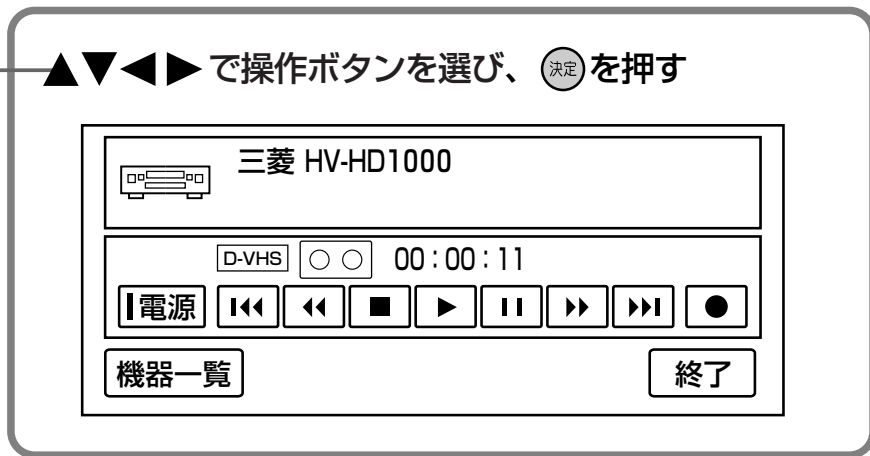 ▲▼◀▶で操作ボタンを選び、決定を押す
三菱 HV-HD1000
D-VHS 00:00:11
電源
機器一覧 終了